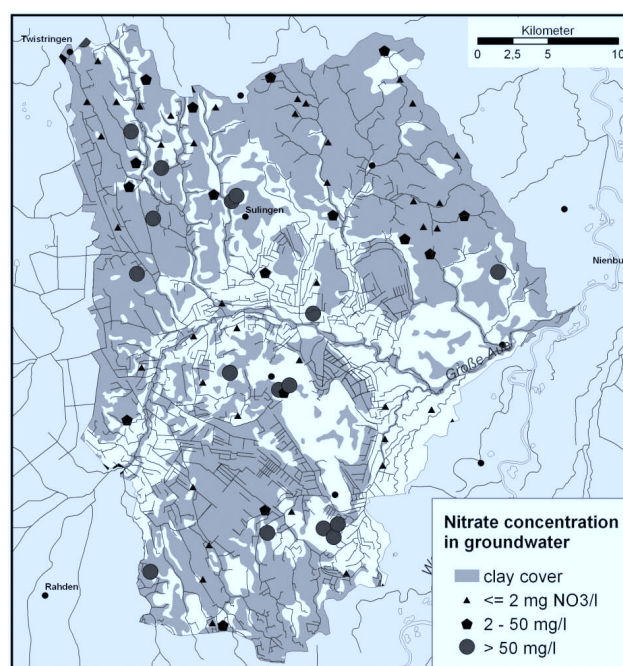 Kilometer
0 2,5 5 10
Twistringen
Sulingen
Nienbu
Große Aue
Rahden
W
Nitrate concentration
in groundwater
clay cover
<= 2 mg NO3/l
2 - 50 mg/l
> 50 mg/l